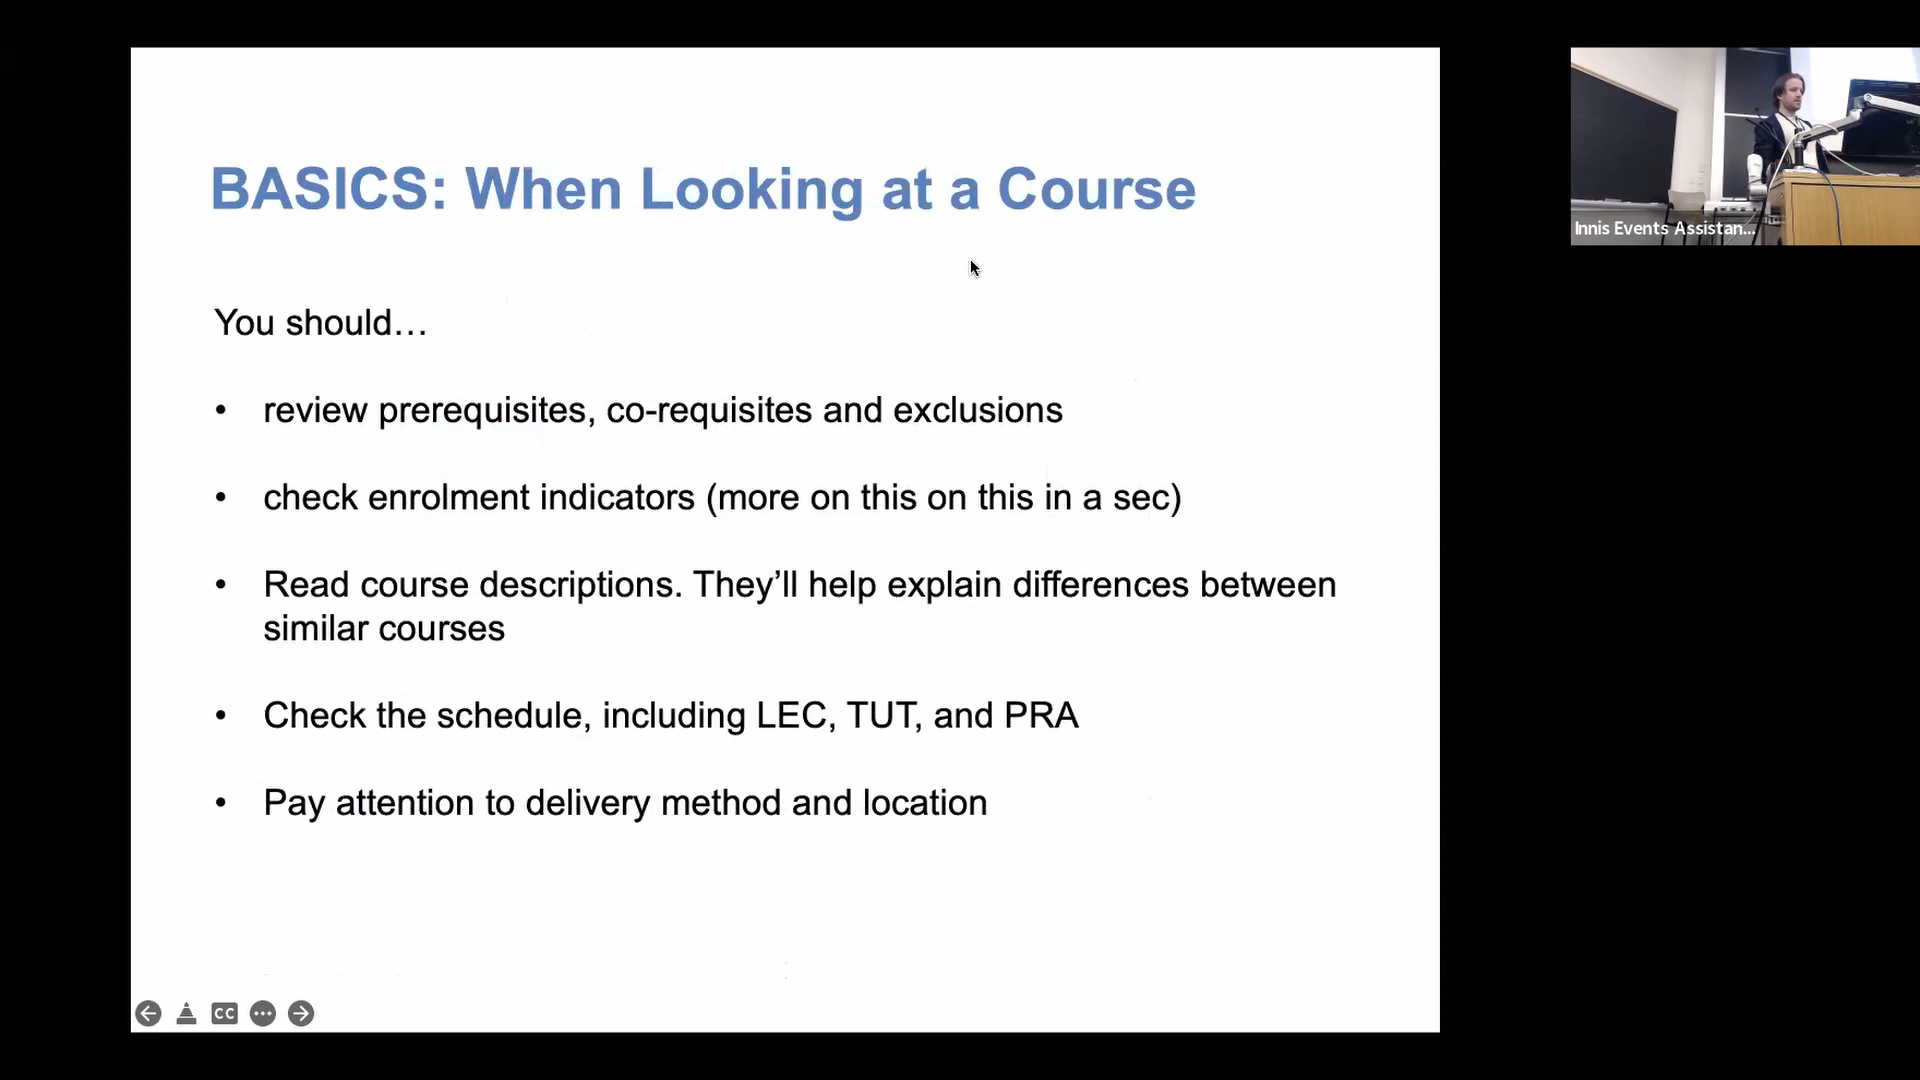 BASICS: When Looking at a Course
You should…
• review prerequisites, co-requisites and exclusions
• check enrolment indicators (more on this on this in a sec)
• Read course descriptions. They’ll help explain differences between
similar courses
• Check the schedule, including LEC, TUT, and PRA
• Pay attention to delivery method and location
CC
Innis Events Assistan...